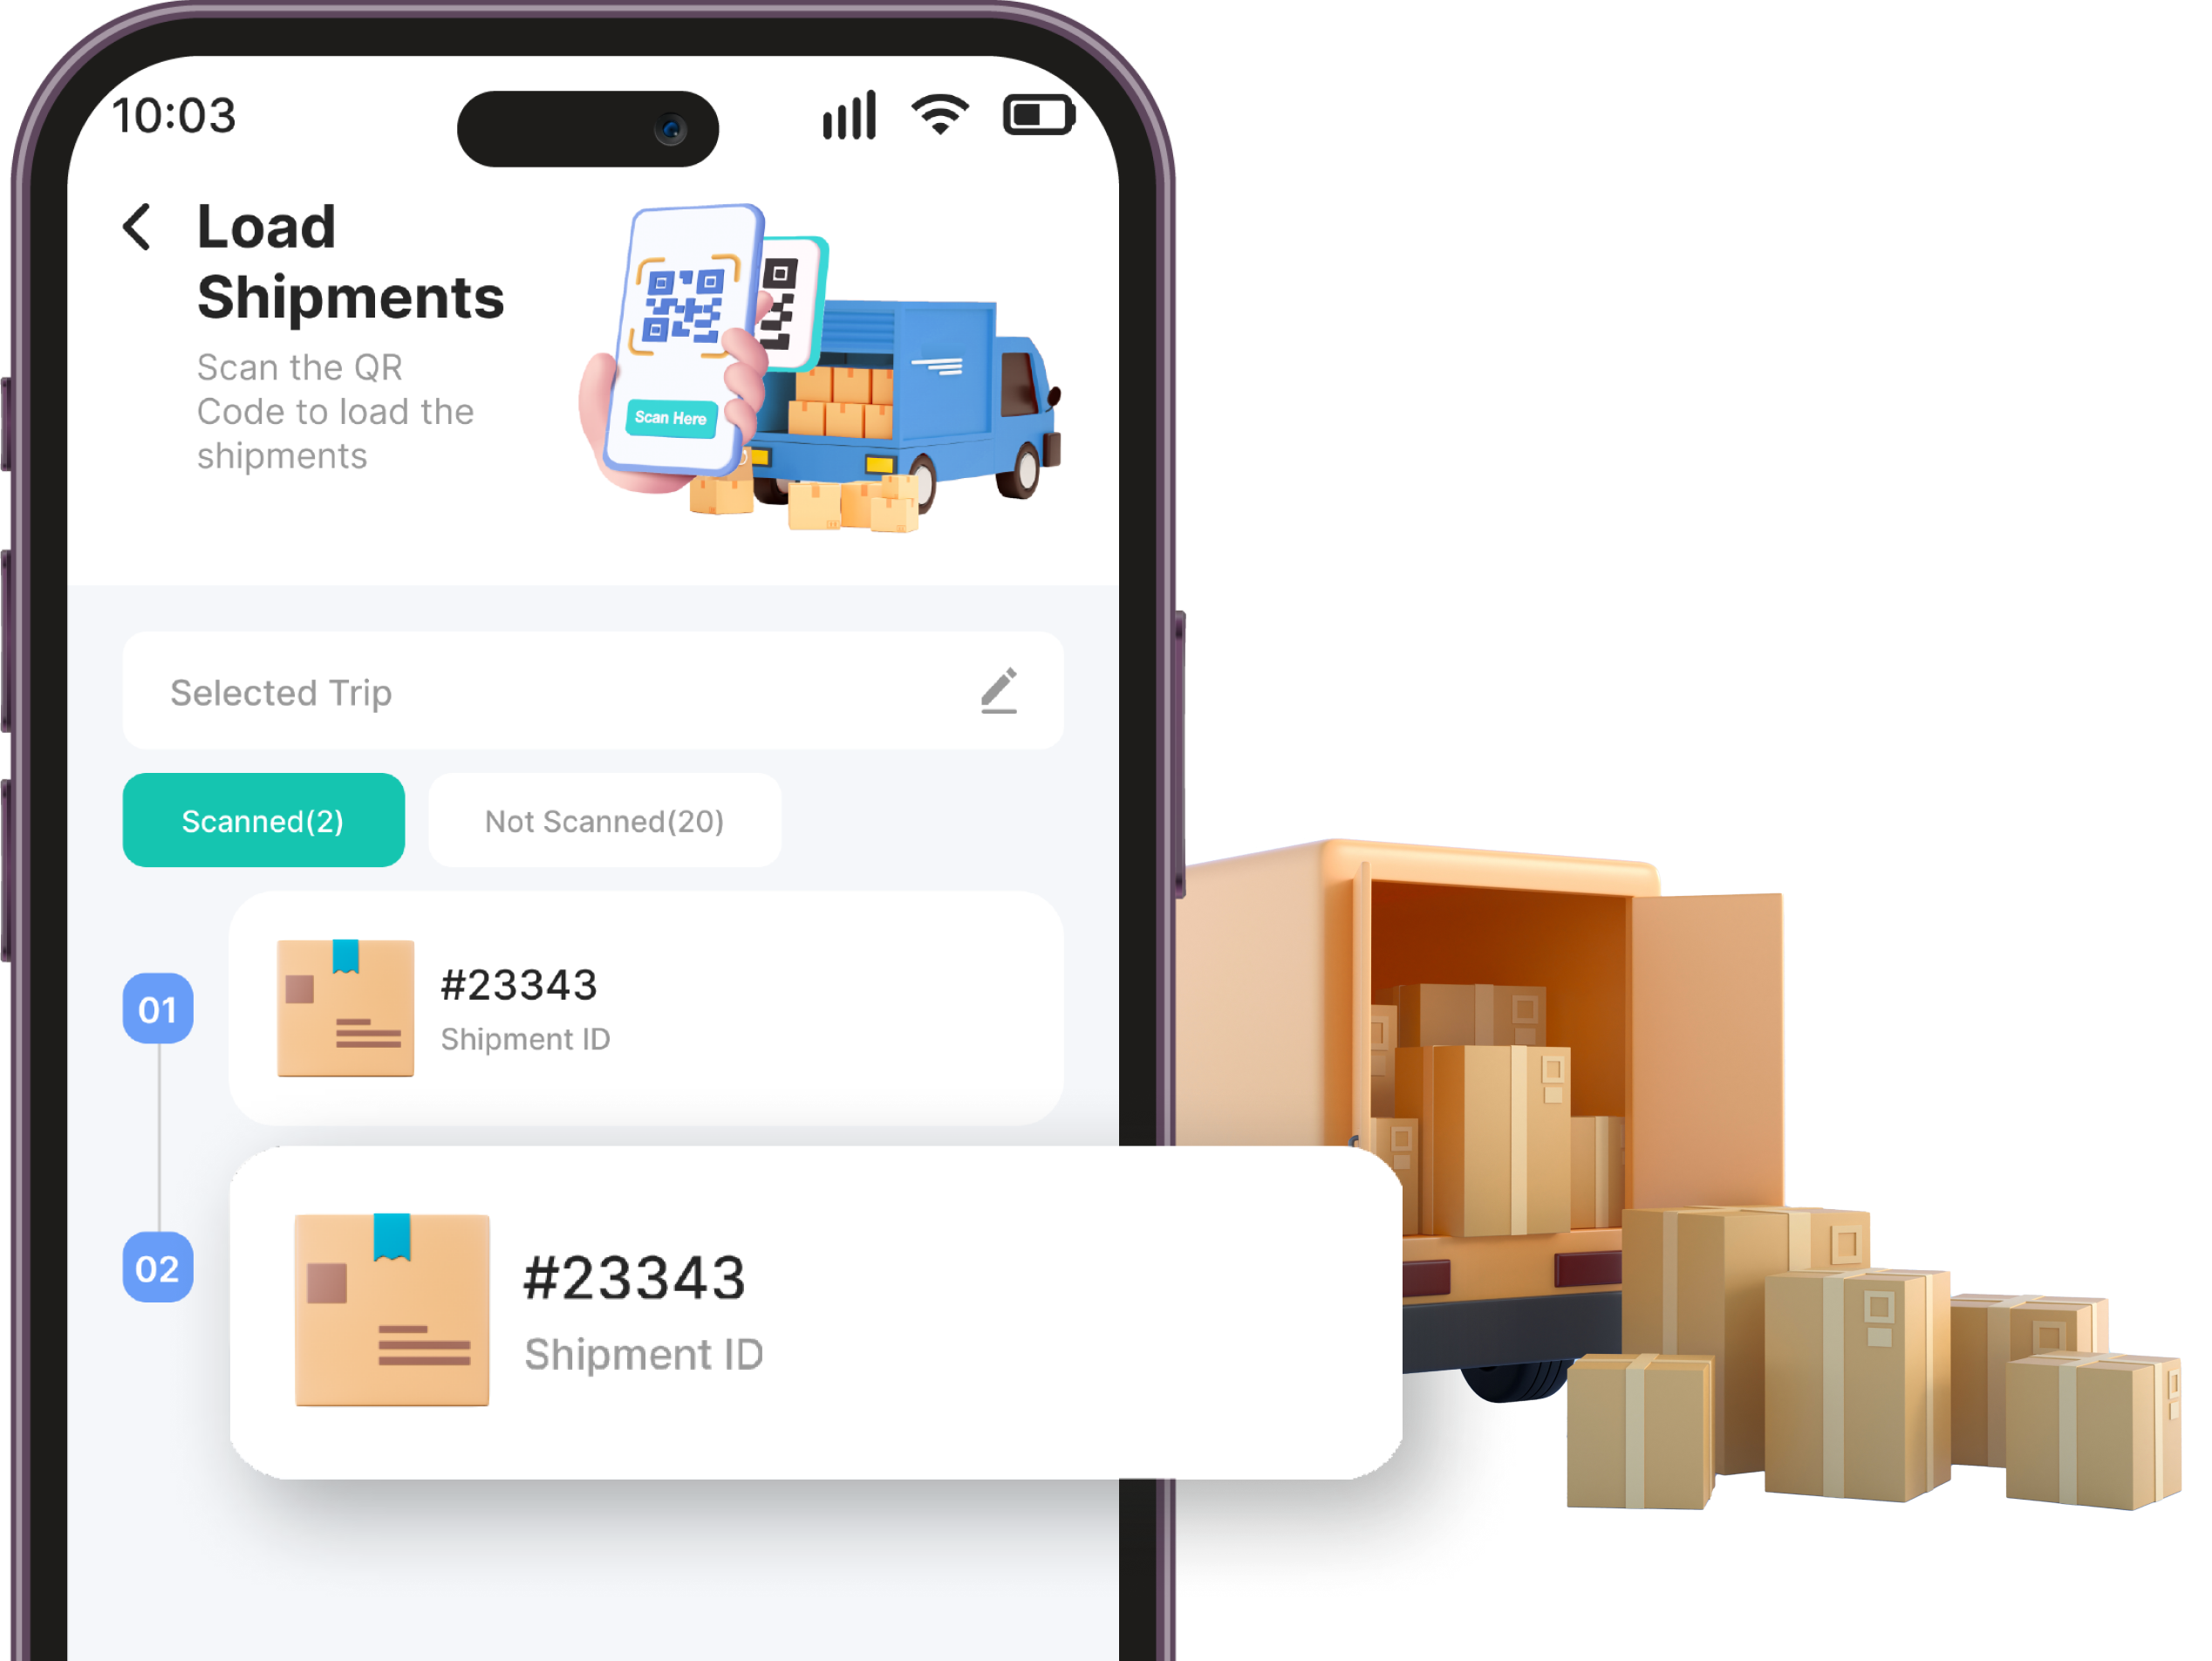 10:03
Load
Shipments
Scan the QR
Code to load the
shipments
Scan Here
Selected Trip
Scanned(2)
Not Scanned(20)
01
#23343
Shipment ID
02
#23343
Shipment ID